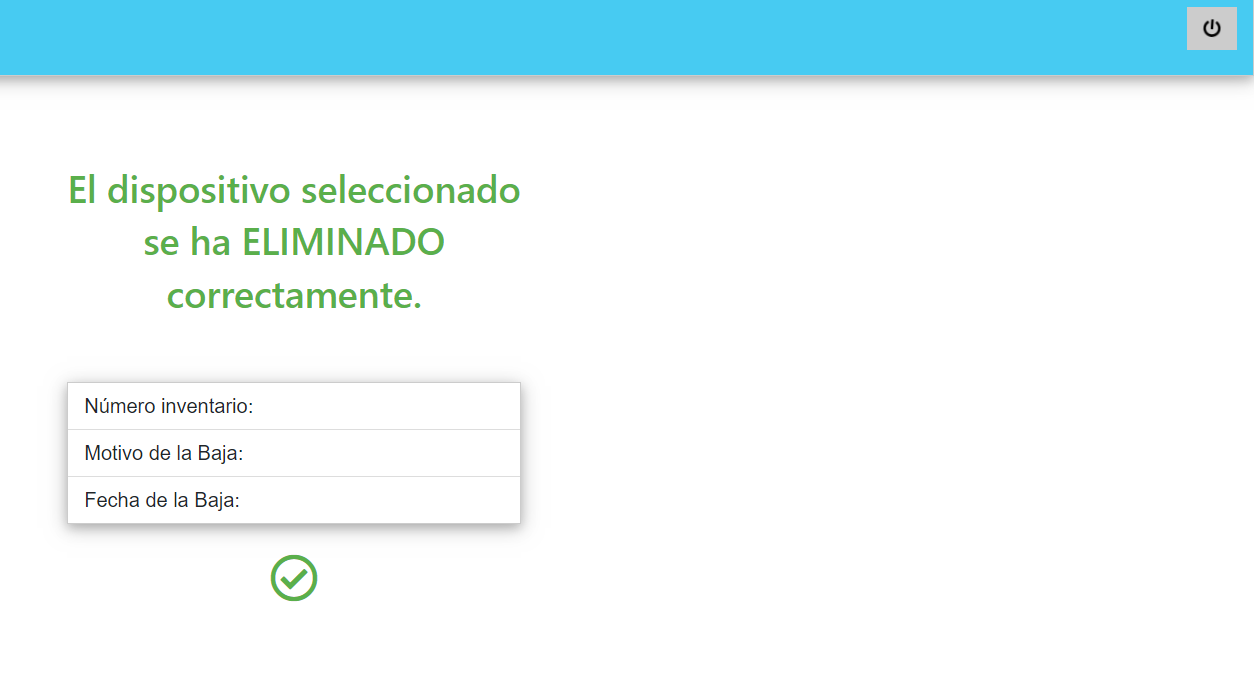 El dispositivo seleccionado
se ha ELIMINADO
correctamente.
Número inventario:
Motivo de la Baja:
Fecha de la Baja: